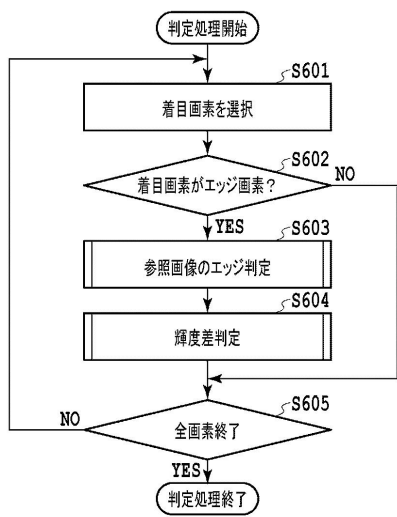 判定処理開始
S601
着目画素を選択
S602
着目画素がエッジ画素?
NO
YES
S603
参照画像のエッジ判定
S604
輝度差判定
S605
NO
全画素終了
YES
判定処理終了